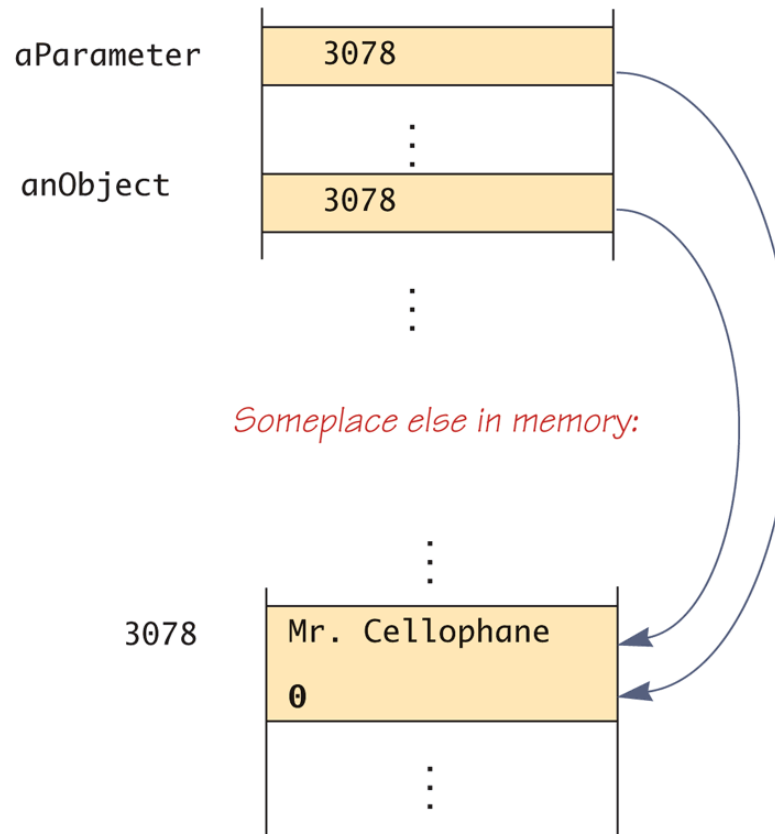 aParameter 3078
anObject 3078
Someplace else in memory:
3078 Mr. Cellophane
0